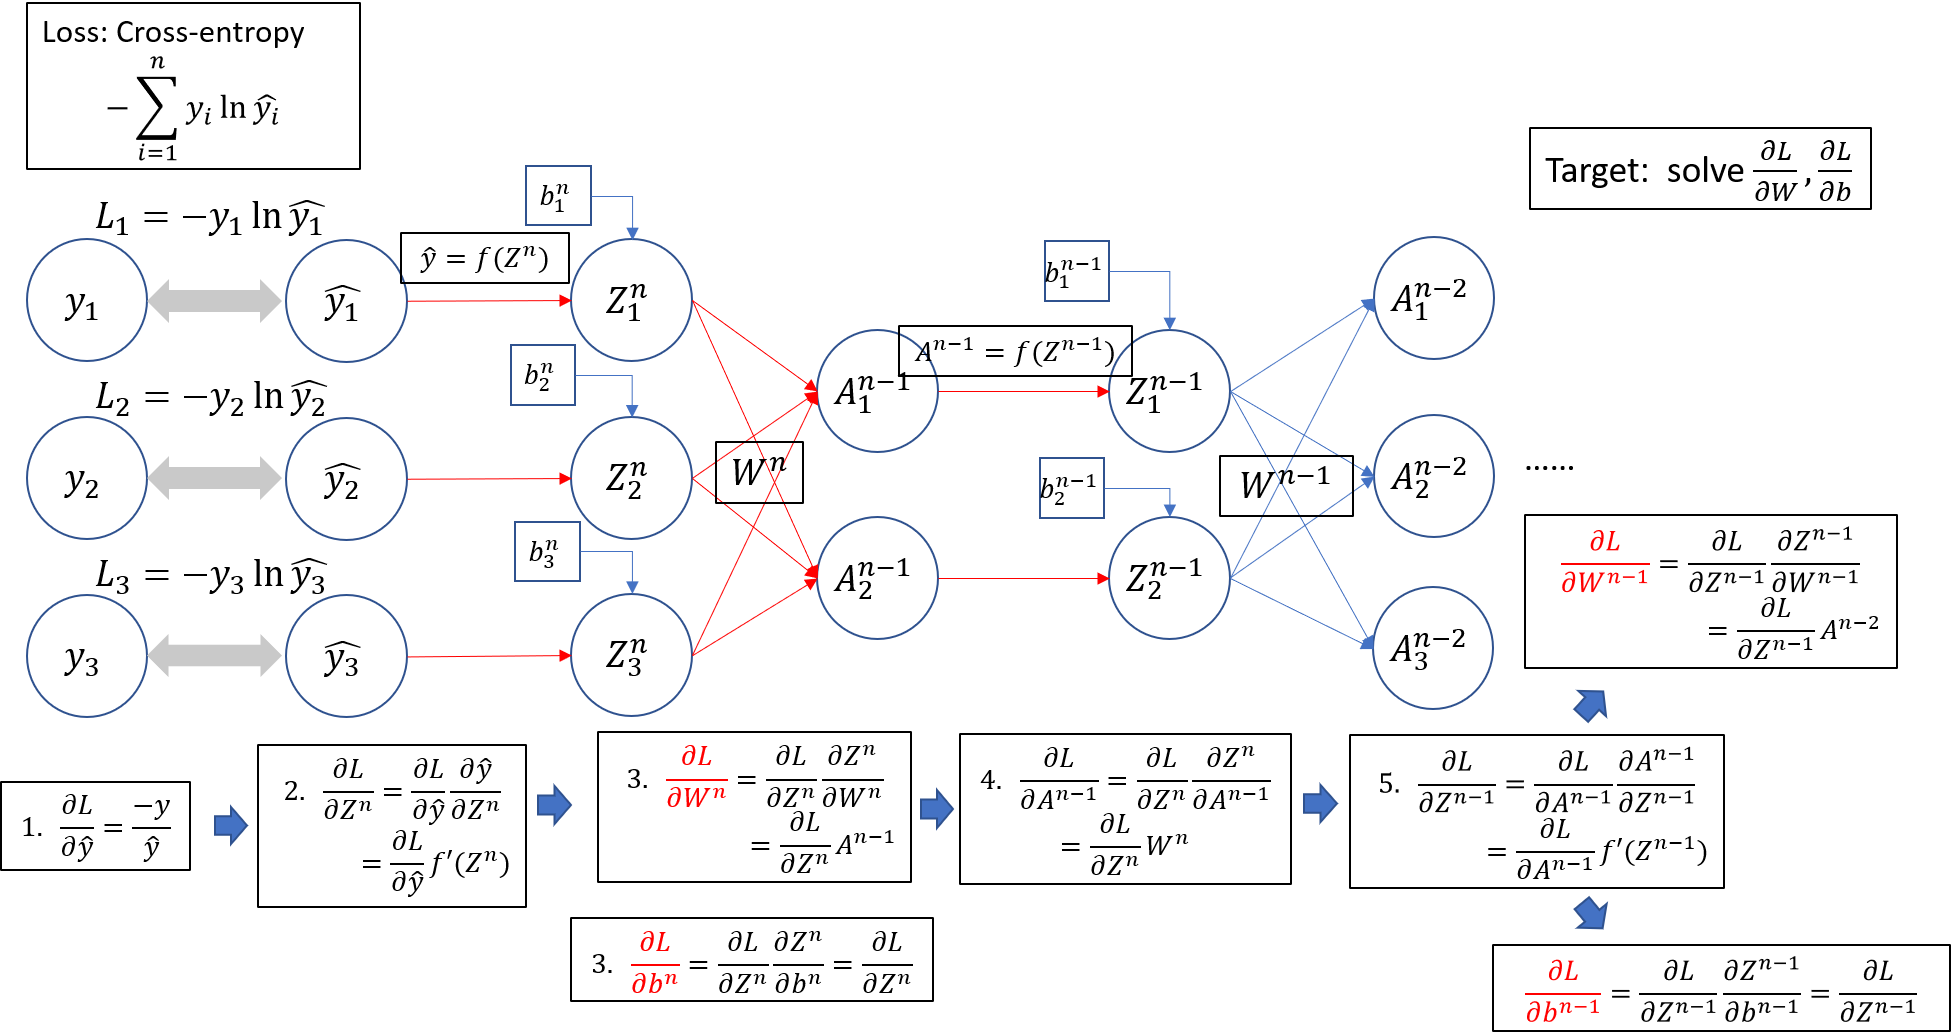 Loss: Cross-entropy
$-\sum_{i=1}^{n} y_i \ln \widehat{y_i}$
Target: solve $\frac{\partial L}{\partial W}, \frac{\partial L}{\partial b}$
$L_1 = -y_1 \ln \widehat{y_1}$
$y_1$
$\widehat{y_1}$
$\hat{y} = f(Z^n)$
$b_1^n$
$Z_1^n$
$L_2 = -y_2 \ln \widehat{y_2}$
$y_2$
$\widehat{y_2}$
$b_2^n$
$Z_2^n$
$L_3 = -y_3 \ln \widehat{y_3}$
$y_3$
$\widehat{y_3}$
$b_3^n$
$Z_3^n$
$W^n$
$A_1^{n-1}$
$A_2^{n-1}$
$A^{n-1} = f(Z^{n-1})$
$b_1^{n-1}$
$Z_1^{n-1}$
$b_2^{n-1}$
$Z_2^{n-1}$
$W^{n-1}$
$A_1^{n-2}$
$A_2^{n-2}$
$A_3^{n-2}$
......
1. $\frac{\partial L}{\partial \hat{y}} = \frac{-y}{\hat{y}}$
2. $\frac{\partial L}{\partial Z^n} = \frac{\partial L}{\partial \hat{y}} \frac{\partial \hat{y}}{\partial Z^n}$
$= \frac{\partial L}{\partial \hat{y}} f'(Z^n)$
3. $\frac{\partial L}{\partial W^n} = \frac{\partial L}{\partial Z^n} \frac{\partial Z^n}{\partial W^n}$
$= \frac{\partial L}{\partial Z^n} A^{n-1}$
3. $\frac{\partial L}{\partial b^n} = \frac{\partial L}{\partial Z^n} \frac{\partial Z^n}{\partial b^n} = \frac{\partial L}{\partial Z^n}$
4. $\frac{\partial L}{\partial A^{n-1}} = \frac{\partial L}{\partial Z^n} \frac{\partial Z^n}{\partial A^{n-1}}$
$= \frac{\partial L}{\partial Z^n} W^n$
5. $\frac{\partial L}{\partial Z^{n-1}} = \frac{\partial L}{\partial A^{n-1}} \frac{\partial A^{n-1}}{\partial Z^{n-1}}$
$= \frac{\partial L}{\partial A^{n-1}} f'(Z^{n-1})$
$\frac{\partial L}{\partial W^{n-1}} = \frac{\partial L}{\partial Z^{n-1}} \frac{\partial Z^{n-1}}{\partial W^{n-1}}$
$= \frac{\partial L}{\partial Z^{n-1}} A^{n-2}$
$\frac{\partial L}{\partial b^{n-1}} = \frac{\partial L}{\partial Z^{n-1}} \frac{\partial Z^{n-1}}{\partial b^{n-1}} = \frac{\partial L}{\partial Z^{n-1}}$